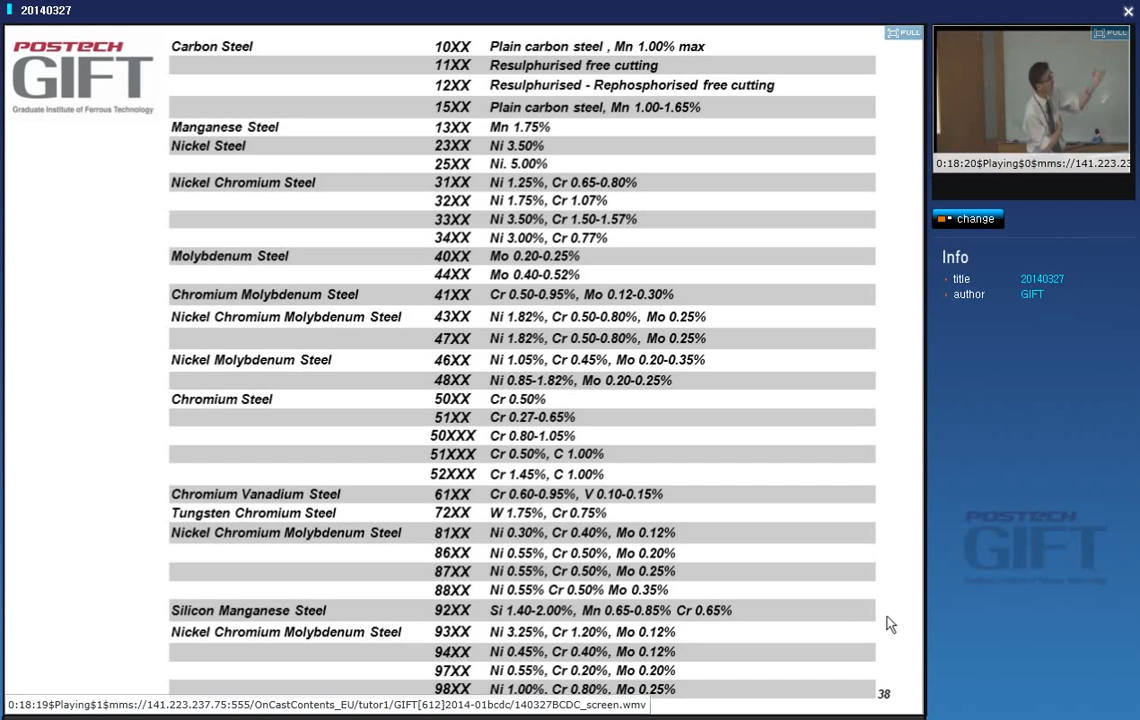 20140327
POSTECH
GIFT
Graduate Institute of Ferrous Technology
FULL
Carbon Steel 10XX Plain carbon steel , Mn 1.00% max
11XX Resulphurised free cutting
12XX Resulphurised - Rephosphorised free cutting
15XX Plain carbon steel, Mn 1.00-1.65%
Manganese Steel 13XX Mn 1.75%
Nickel Steel 23XX Ni 3.50%
25XX Ni. 5.00%
Nickel Chromium Steel 31XX Ni 1.25%, Cr 0.65-0.80%
32XX Ni 1.75%, Cr 1.07%
33XX Ni 3.50%, Cr 1.50-1.57%
34XX Ni 3.00%, Cr 0.77%
Molybdenum Steel 40XX Mo 0.20-0.25%
44XX Mo 0.40-0.52%
Chromium Molybdenum Steel 41XX Cr 0.50-0.95%, Mo 0.12-0.30%
Nickel Chromium Molybdenum Steel 43XX Ni 1.82%, Cr 0.50-0.80%, Mo 0.25%
47XX Ni 1.82%, Cr 0.50-0.80%, Mo 0.25%
Nickel Molybdenum Steel 46XX Ni 1.05%, Cr 0.45%, Mo 0.20-0.35%
48XX Ni 0.85-1.82%, Mo 0.20-0.25%
Chromium Steel 50XX Cr 0.50%
51XX Cr 0.27-0.65%
50XXX Cr 0.80-1.05%
51XXX Cr 0.50%, C 1.00%
52XXX Cr 1.45%, C 1.00%
Chromium Vanadium Steel 61XX Cr 0.60-0.95%, V 0.10-0.15%
Tungsten Chromium Steel 72XX W 1.75%, Cr 0.75%
Nickel Chromium Molybdenum Steel 81XX Ni 0.30%, Cr 0.40%, Mo 0.12%
86XX Ni 0.55%, Cr 0.50%, Mo 0.20%
87XX Ni 0.55%, Cr 0.50%, Mo 0.25%
88XX Ni 0.55% Cr 0.50% Mo 0.35%
Silicon Manganese Steel 92XX Si 1.40-2.00%, Mn 0.65-0.85% Cr 0.65%
Nickel Chromium Molybdenum Steel 93XX Ni 3.25%, Cr 1.20%, Mo 0.12%
94XX Ni 0.45%, Cr 0.40%, Mo 0.12%
97XX Ni 0.55%, Cr 0.20%, Mo 0.20%
98XX Ni 1.00%, Cr 0.80%, Mo 0.25%
38
0:18:19$Playing$1$mms://141.223.237.75:555/OnCastContents_EU/tutor1/GIFT[612]2014-01bcdc/140327BCDC_screen.wmv
FULL
0:18:20$Playing$0$mms://141.223.23
change
Info
title 20140327
author GIFT
POSTECH
GIFT